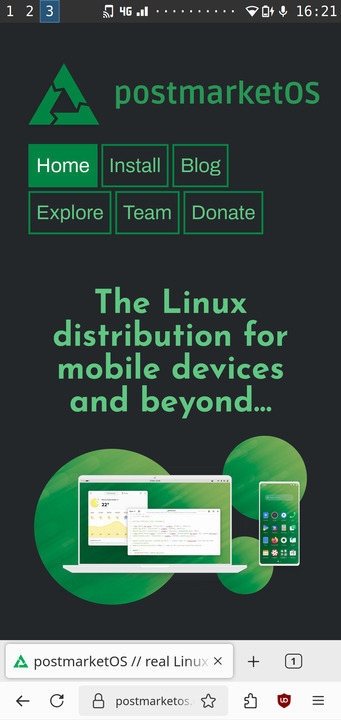 1 2 3 4G 16:21
postmarketOS
Home Install Blog
Explore Team Donate
The Linux
distribution for
mobile devices
and beyond...
22°
postmarketOS // real Linux
1
postmarketos.